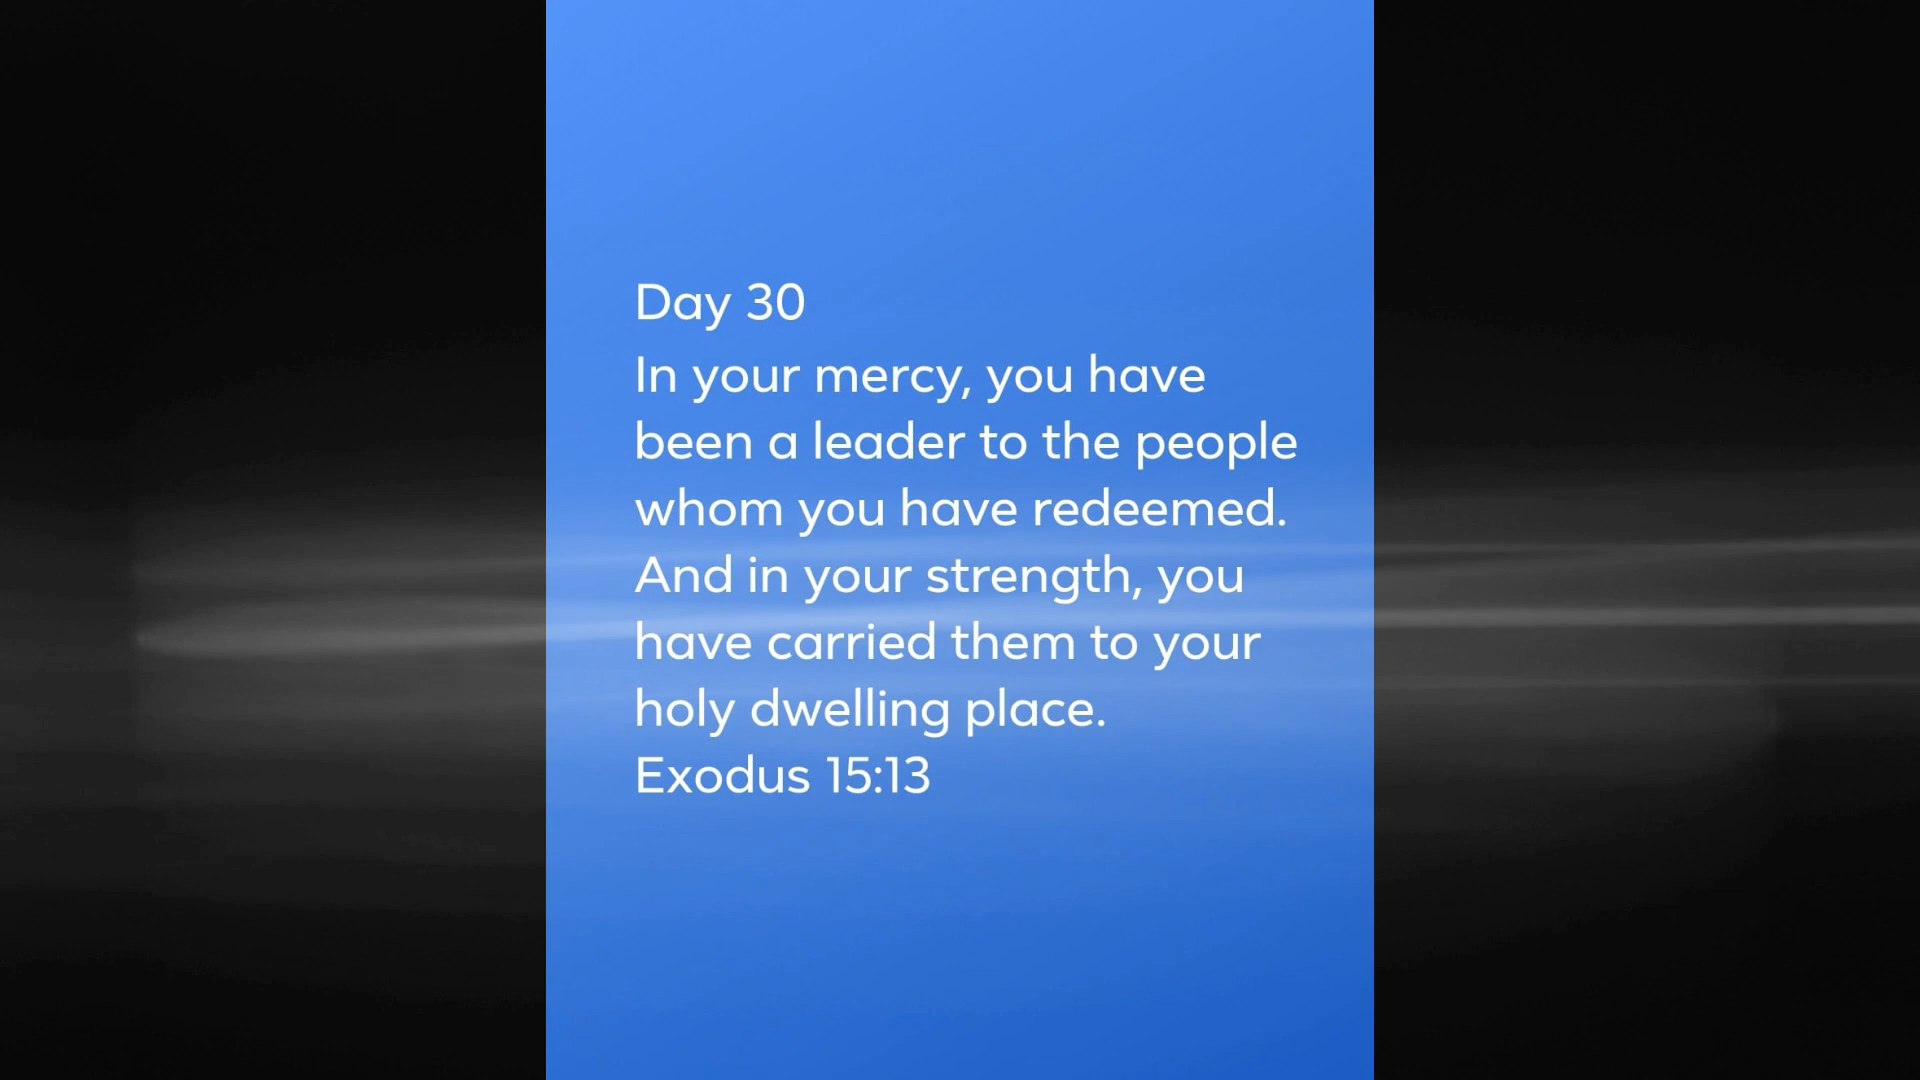 Day 30
In your mercy, you have
been a leader to the people
whom you have redeemed.
And in your strength, you
have carried them to your
holy dwelling place.
Exodus 15:13